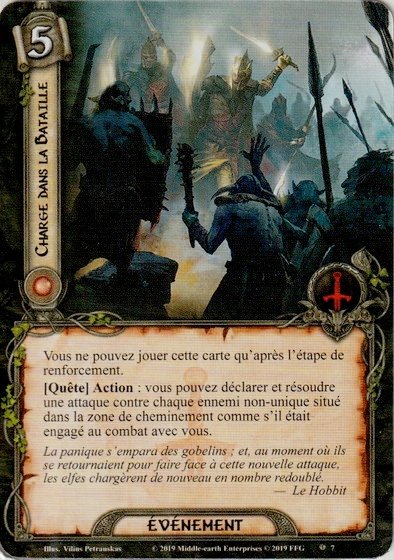 5
CHARGE DANS LA BATAILLE
Vous ne pouvez jouer cette carte qu'après l'étape de
renforcement.
[Quête] Action : vous pouvez déclarer et résoudre
une attaque contre chaque ennemi non-unique situé
dans la zone de cheminement comme s'il était
engagé au combat avec vous.
La panique s'empara des gobelins ; et, au moment où ils
se retournaient pour faire face à cette nouvelle attaque,
les elfes chargèrent de nouveau en nombre redoublé.
— Le Hobbit
ÉVÉNEMENT
Illus. Vilius Petrauskas © 2019 Middle-earth Enterprises © 2019 FFG 7